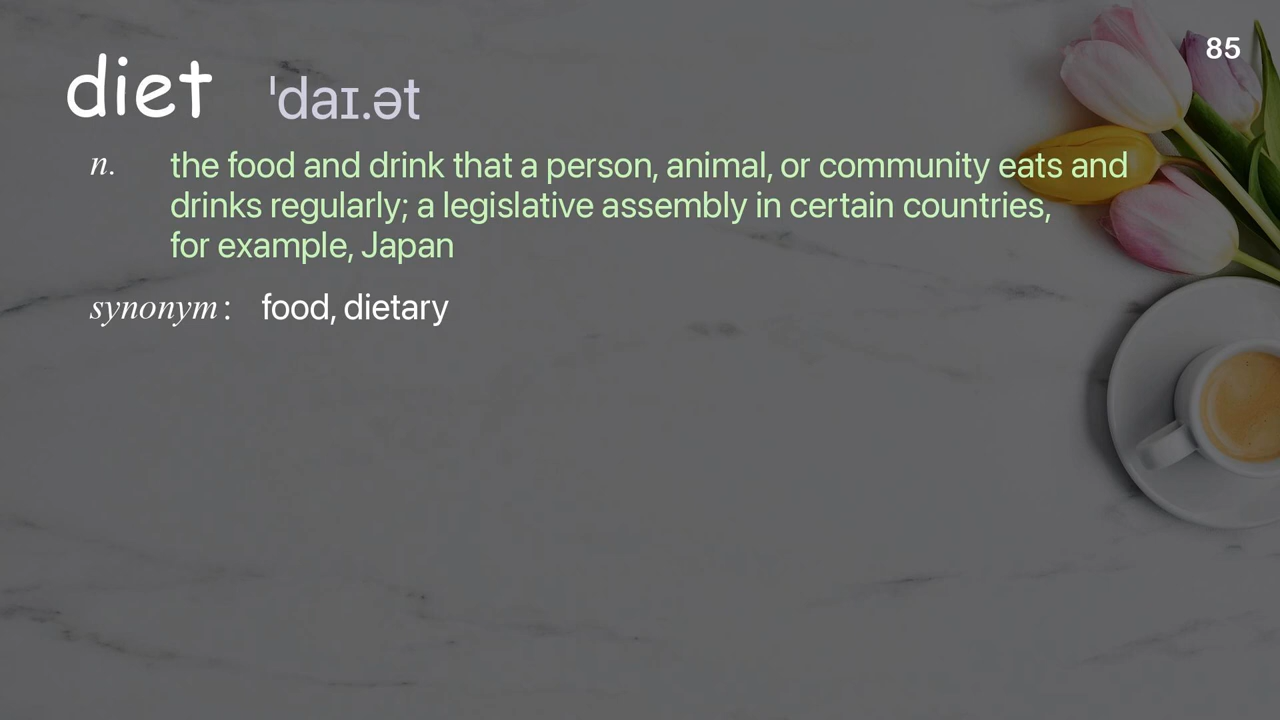 85
diet ˈdaɪ.ət
n. the food and drink that a person, animal, or community eats and
drinks regularly; a legislative assembly in certain countries,
for example, Japan
synonym: food, dietary